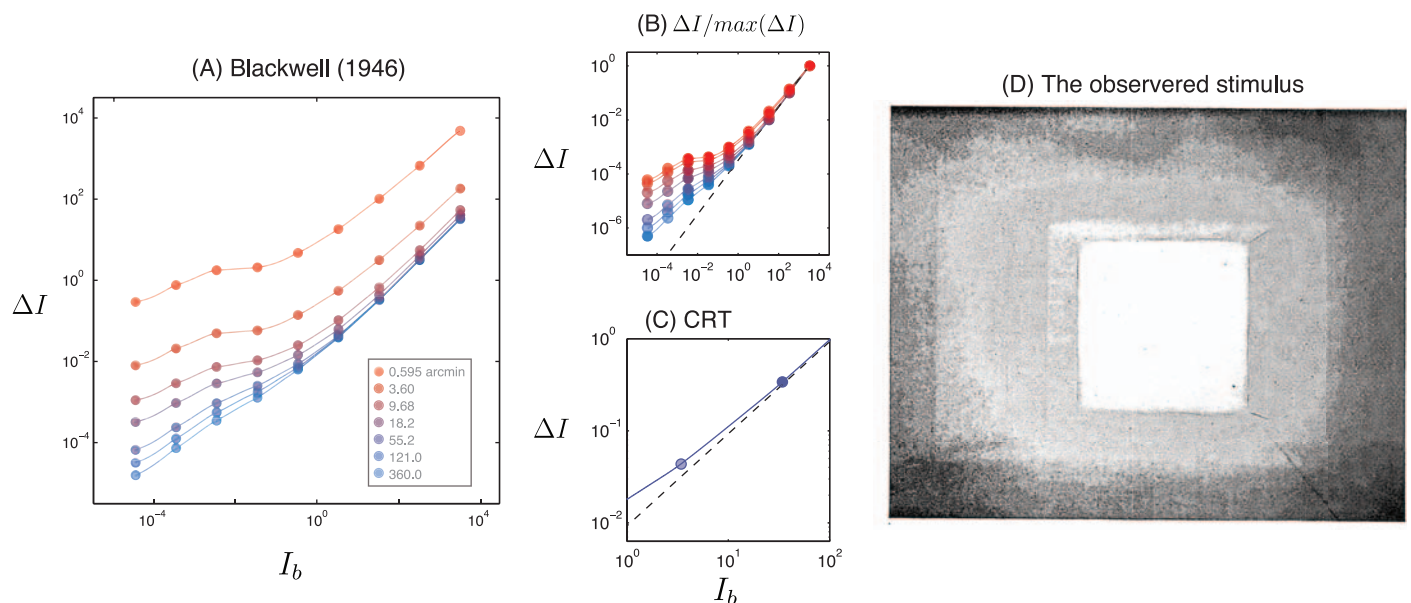 (A) Blackwell (1946)
ΔI
10^4
10^2
10^0
10^-2
10^-4
10^-4
10^0
10^4
I_b
0.595 arcmin
3.60
9.68
18.2
55.2
121.0
360.0
(B) ΔI/max(ΔI)
ΔI
10^0
10^-2
10^-4
10^-6
10^-4
10^-2
10^0
10^2
10^4
(C) CRT
ΔI
10^0
10^-1
10^-2
10^0
10^1
10^2
I_b
(D) The observered stimulus